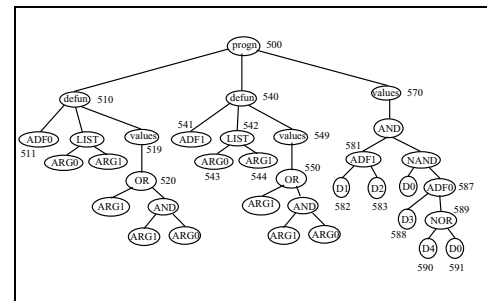 progn 500
defun 510
defun 540
values 570
ADF0 511
LIST
values 519
541 ADF1
542 LIST
values 549
AND
ARG0 ARG1
OR 520
ARG0 543
ARG1 544
OR 550
581 ADF1
NAND
ARG1
AND
ARG1
AND
D1 582
D2 583
D0
ADF0 587
ARG1 ARG0
ARG1 ARG0
D3 588
NOR 589
D4 590
D0 591